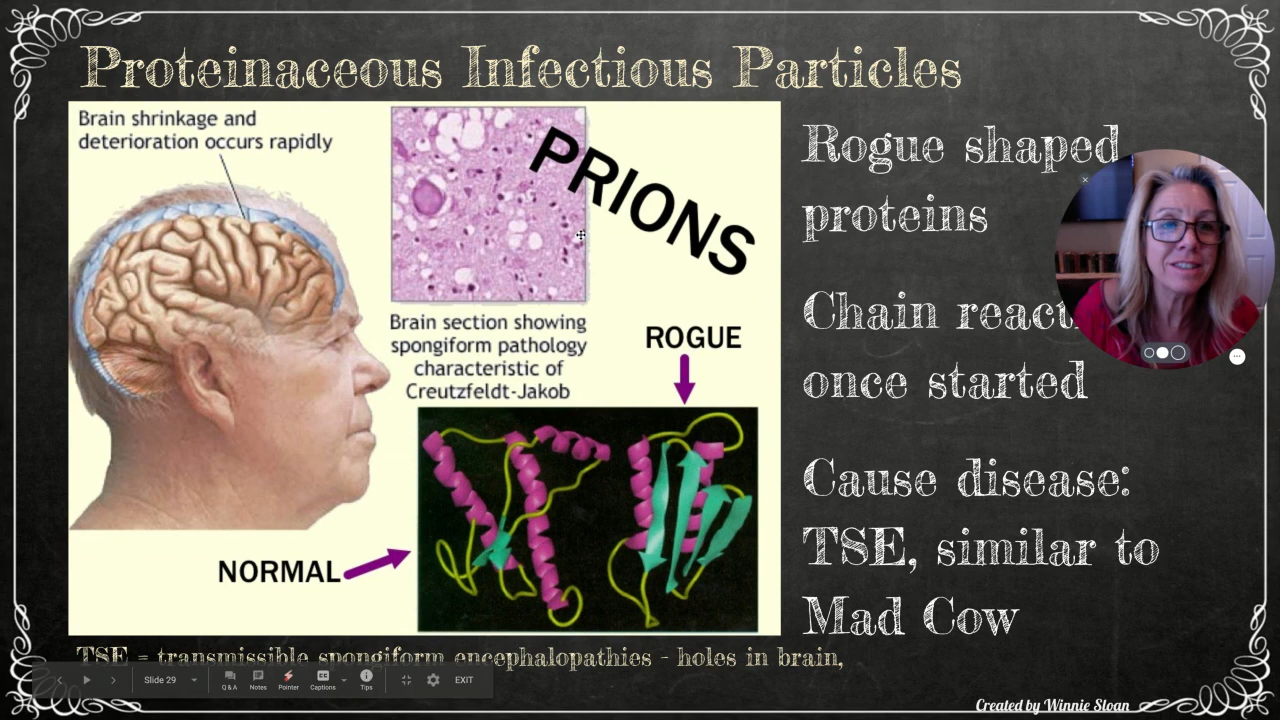 Proteinaceous Infectious Particles
Brain shrinkage and
deterioration occurs rapidly
PRIONS
Brain section showing
spongiform pathology
characteristic of
Creutzfeldt-Jakob
ROGUE
NORMAL
Rogue shaped
proteins
Chain
once started
Cause disease:
TSE, similar to
Mad Cow
TSE = transmissible spongiform encephalopathies - holes in brain,
Slide 29
Q & A
Notes
Pointer
Captions
Tips
EXIT
Created by Winnie Sloan